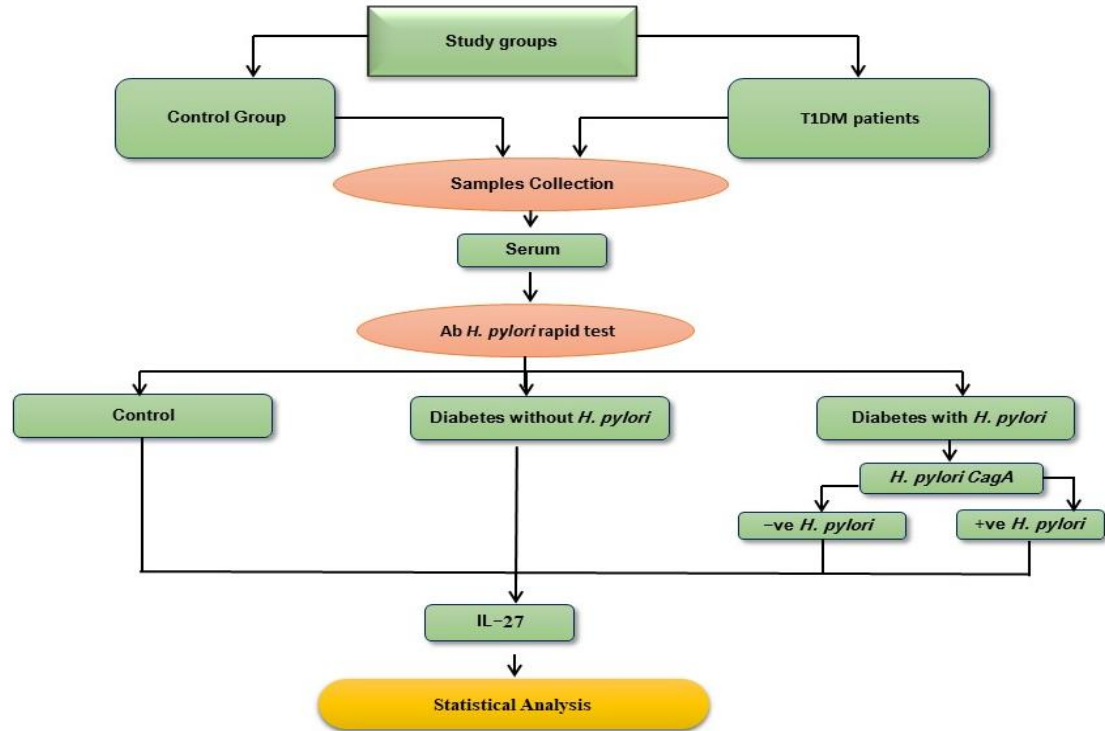 Study groups
Control Group
T1DM patients
Samples Collection
Serum
Ab H. pylori rapid test
Control
Diabetes without H. pylori
Diabetes with H. pylori
H. pylori CagA
−ve H. pylori
+ve H. pylori
IL−27
Statistical Analysis